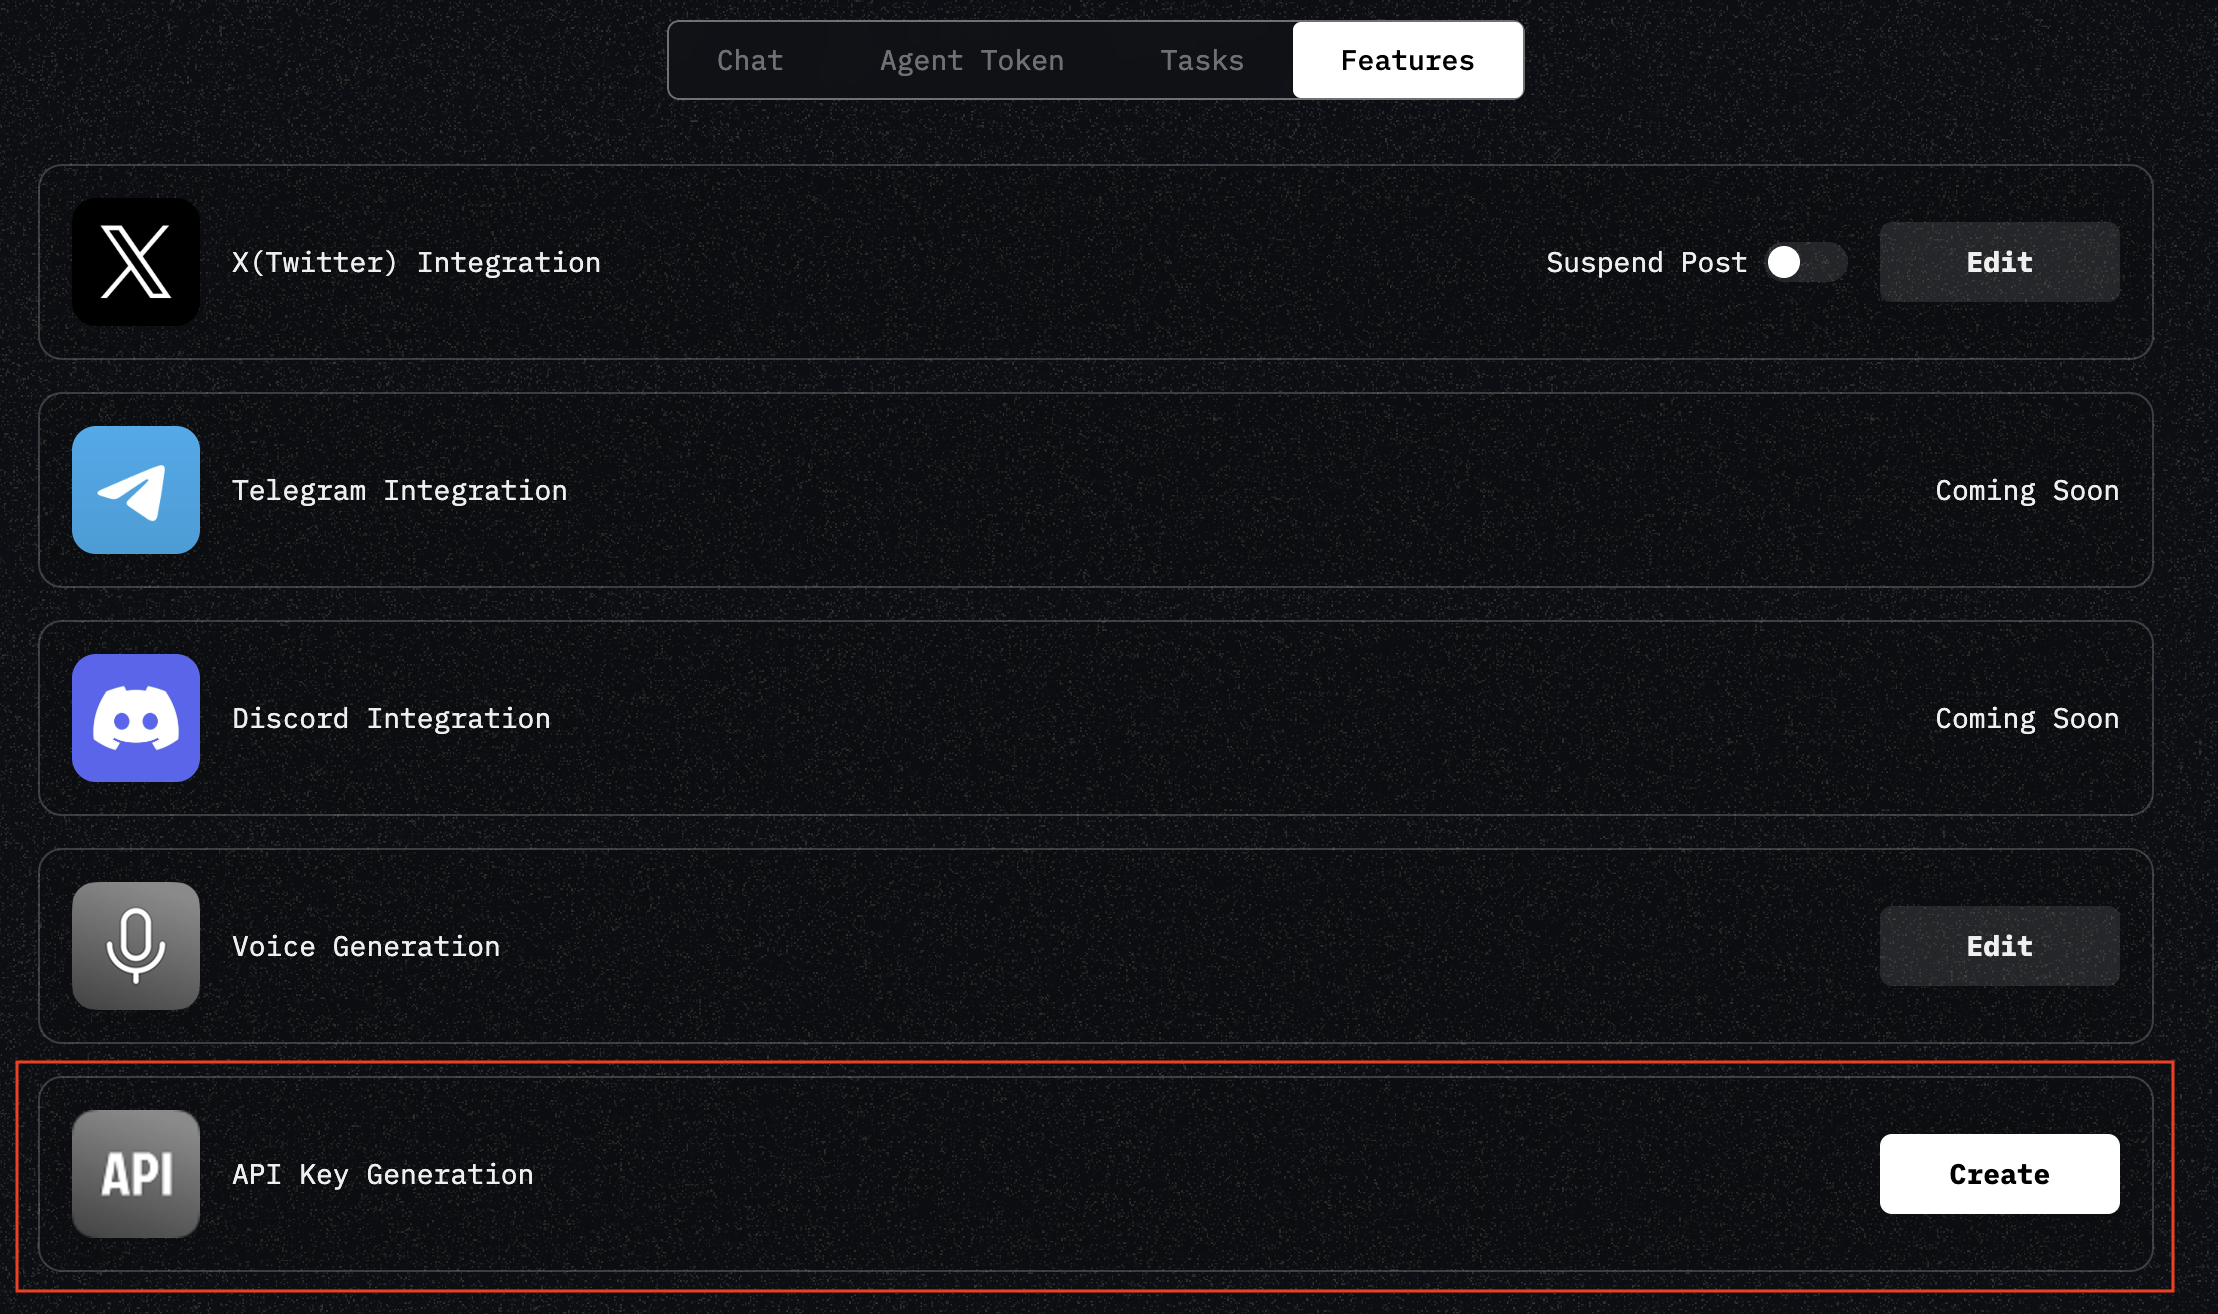 Chat Agent Token Tasks Features
X(Twitter) Integration Suspend Post Edit
Telegram Integration Coming Soon
Discord Integration Coming Soon
Voice Generation Edit
API API Key Generation Create